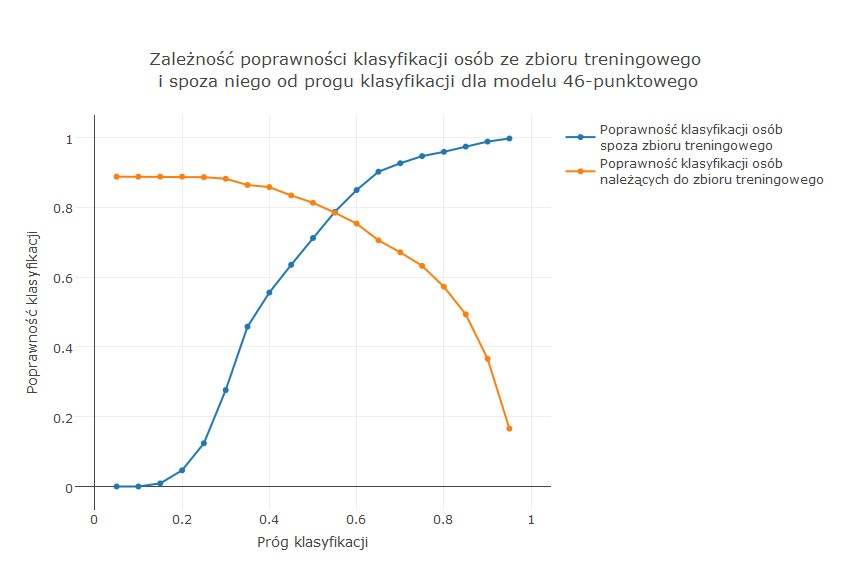 Zależność poprawności klasyfikacji osób ze zbioru treningowego
i spoza niego od progu klasyfikacji dla modelu 46-punktowego
Poprawność klasyfikacji osób
spoza zbioru treningowego
Poprawność klasyfikacji osób
należących do zbioru treningowego
Poprawność klasyfikacji
1
0.8
0.6
0.4
0.2
0
0 0.2 0.4 0.6 0.8 1
Próg klasyfikacji